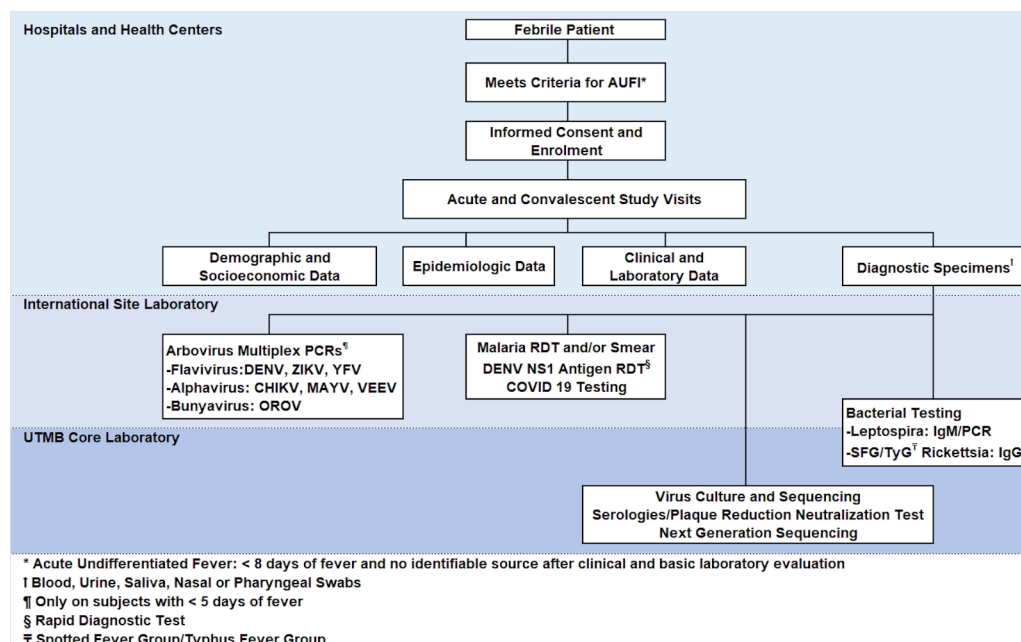 Hospitals and Health Centers
Febrile Patient
Meets Criteria for AUFI*
Informed Consent and
Enrolment
Acute and Convalescent Study Visits
Demographic and
Socioeconomic Data
Epidemiologic Data
Clinical and
Laboratory Data
Diagnostic Specimens†
International Site Laboratory
Arbovirus Multiplex PCRs¶
-Flavivirus:DENV, ZIKV, YFV
-Alphavirus: CHIKV, MAYV, VEEV
-Bunyavirus: OROV
Malaria RDT and/or Smear
DENV NS1 Antigen RDT§
COVID 19 Testing
Bacterial Testing
-Leptospira: IgM/PCR
-SFG/TyG₸ Rickettsia: IgG
UTMB Core Laboratory
Virus Culture and Sequencing
Serologies/Plaque Reduction Neutralization Test
Next Generation Sequencing
* Acute Undifferentiated Fever: < 8 days of fever and no identifiable source after clinical and basic laboratory evaluation
† Blood, Urine, Saliva, Nasal or Pharyngeal Swabs
¶ Only on subjects with < 5 days of fever
§ Rapid Diagnostic Test
₸ Spotted Fever Group/Typhus Fever Group